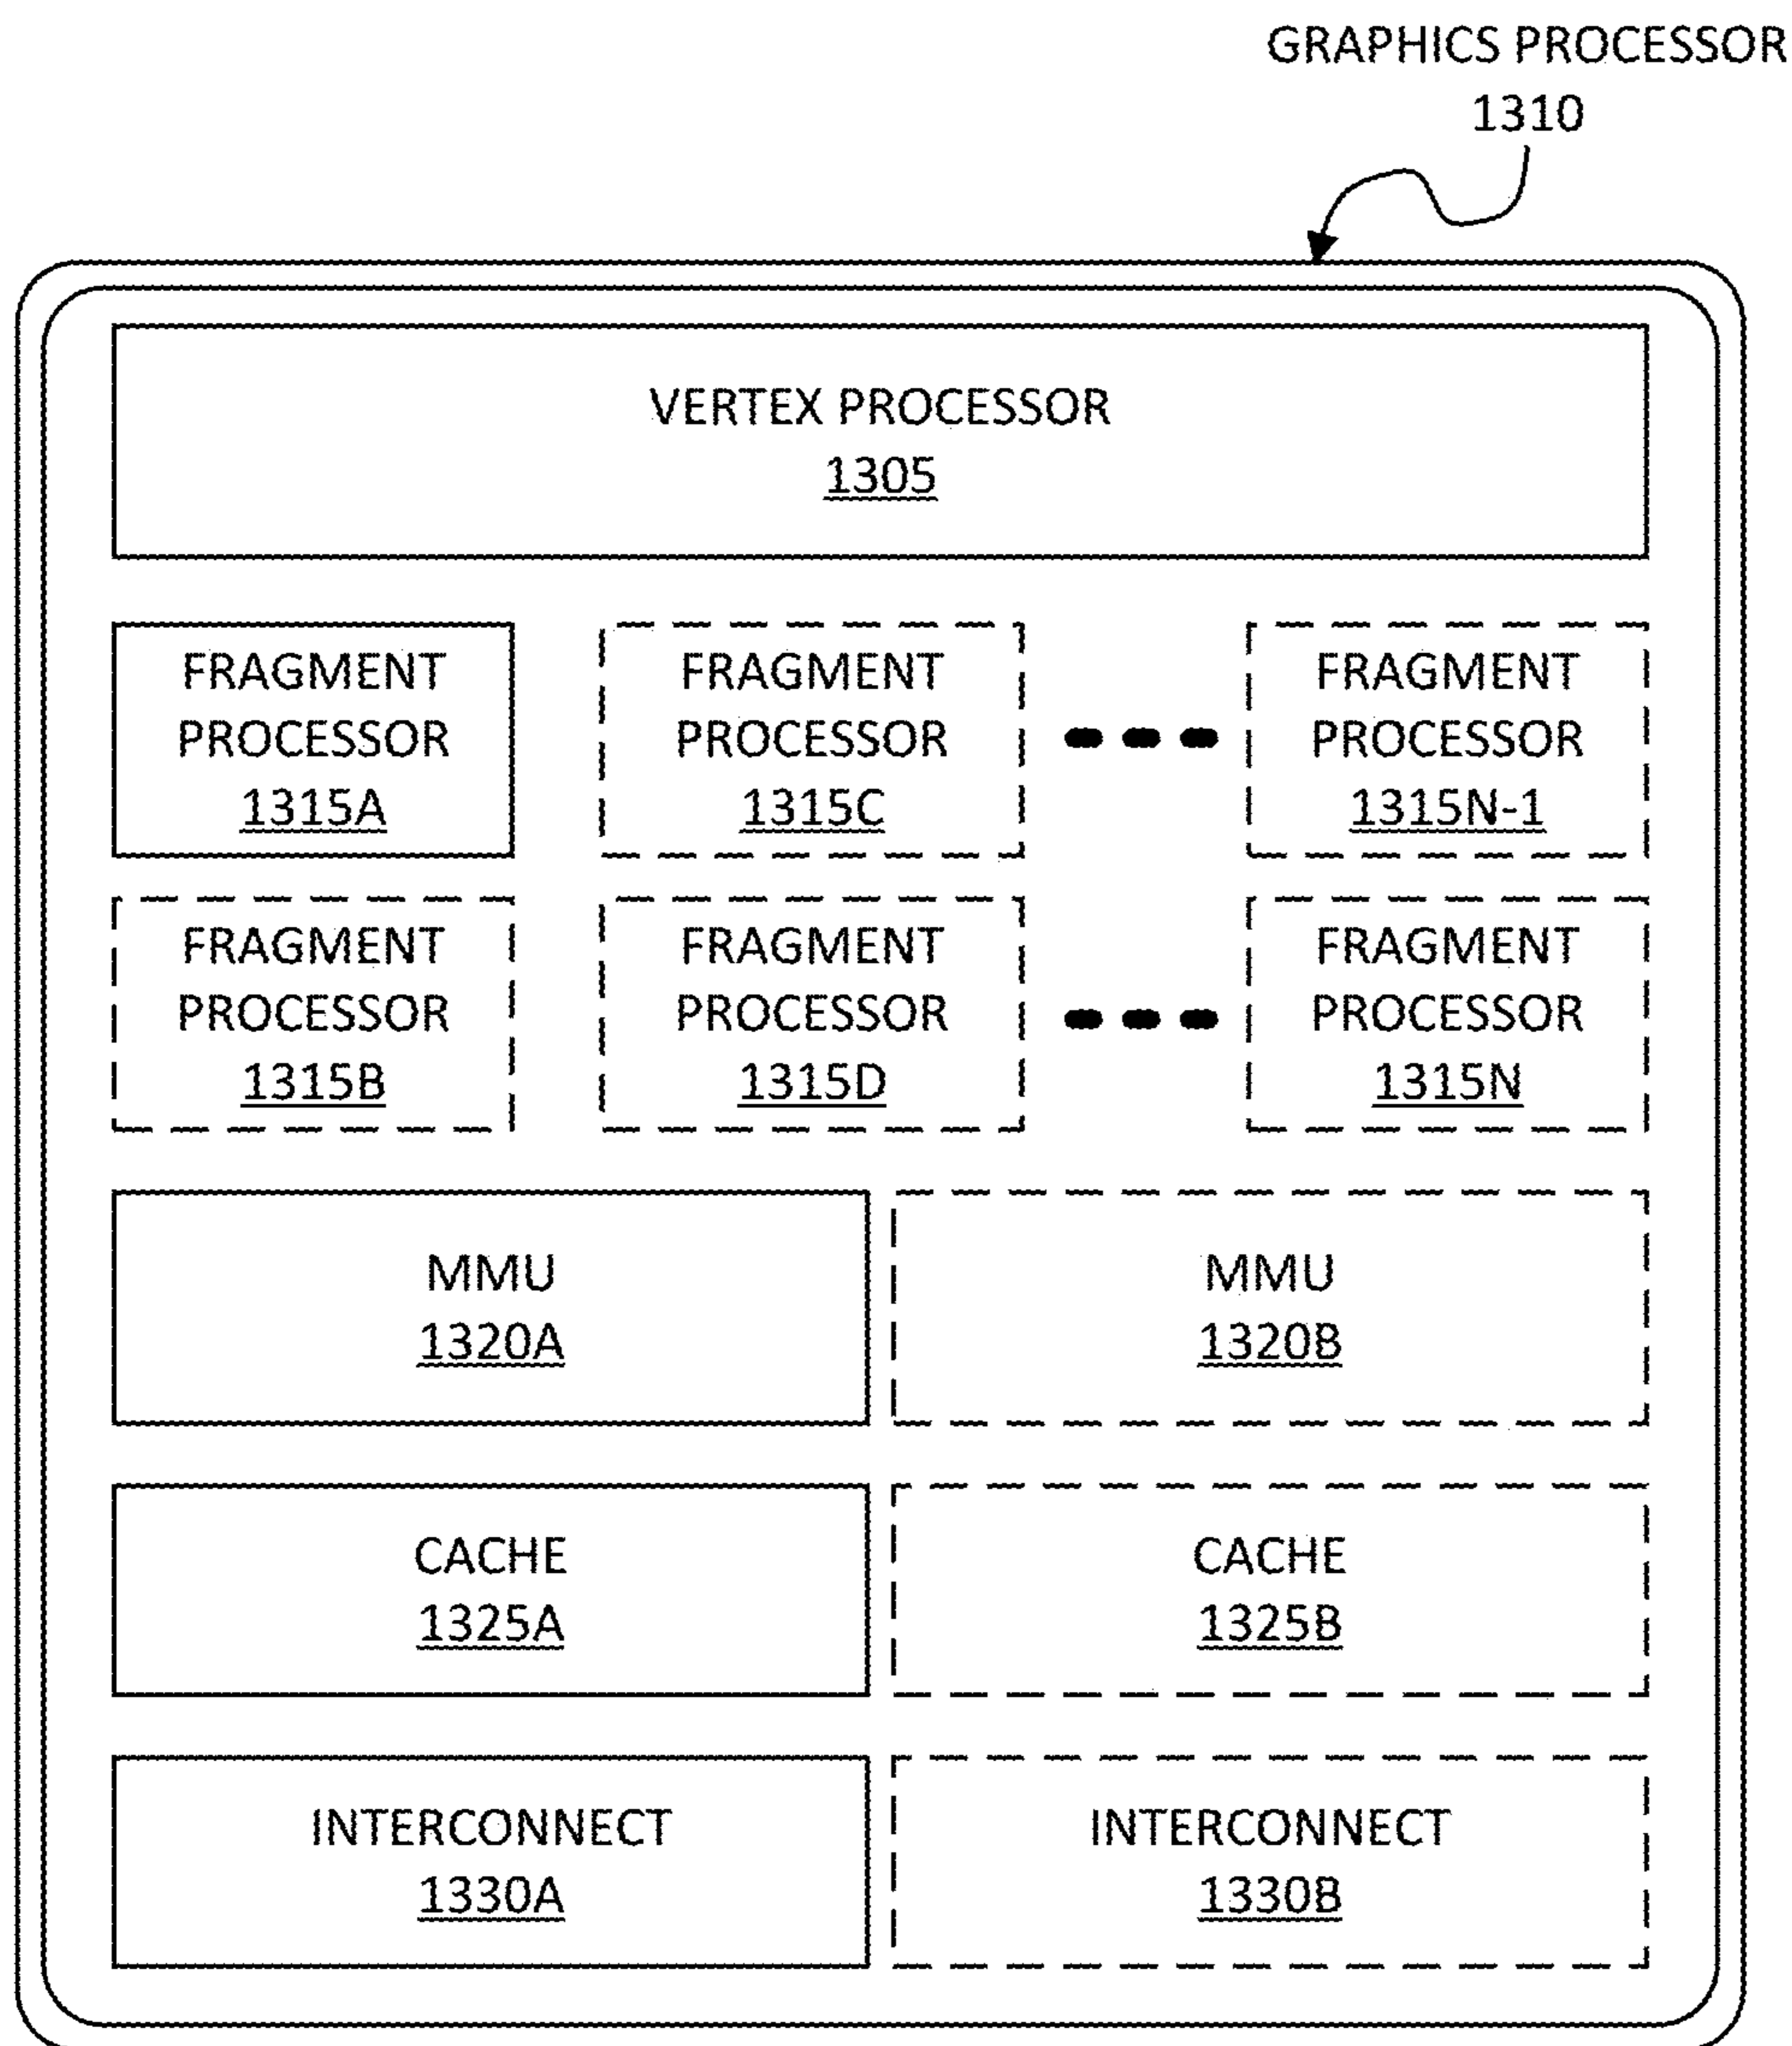 GRAPHICS PROCESSOR
1310
VERTEX PROCESSOR
1305
FRAGMENT
PROCESSOR
1315A
FRAGMENT
PROCESSOR
1315C
FRAGMENT
PROCESSOR
1315N-1
FRAGMENT
PROCESSOR
1315B
FRAGMENT
PROCESSOR
1315D
FRAGMENT
PROCESSOR
1315N
MMU
1320A
MMU
1320B
CACHE
1325A
CACHE
1325B
INTERCONNECT
1330A
INTERCONNECT
1330B